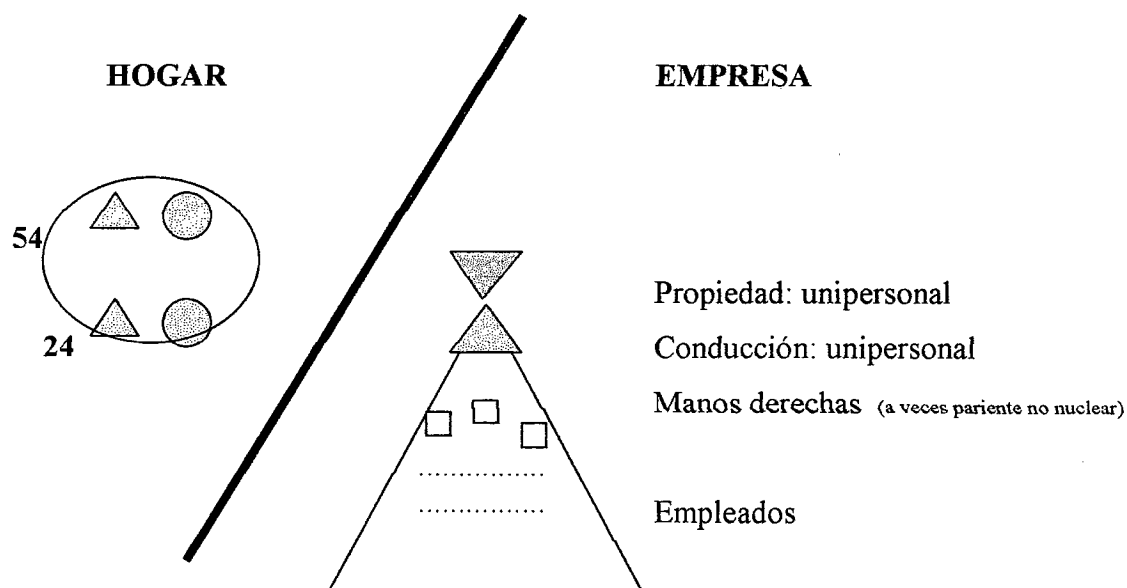 HOGAR
EMPRESA
54
24
Propiedad: unipersonal
Conducción: unipersonal
Manos derechas (a veces pariente no nuclear)
Empleados